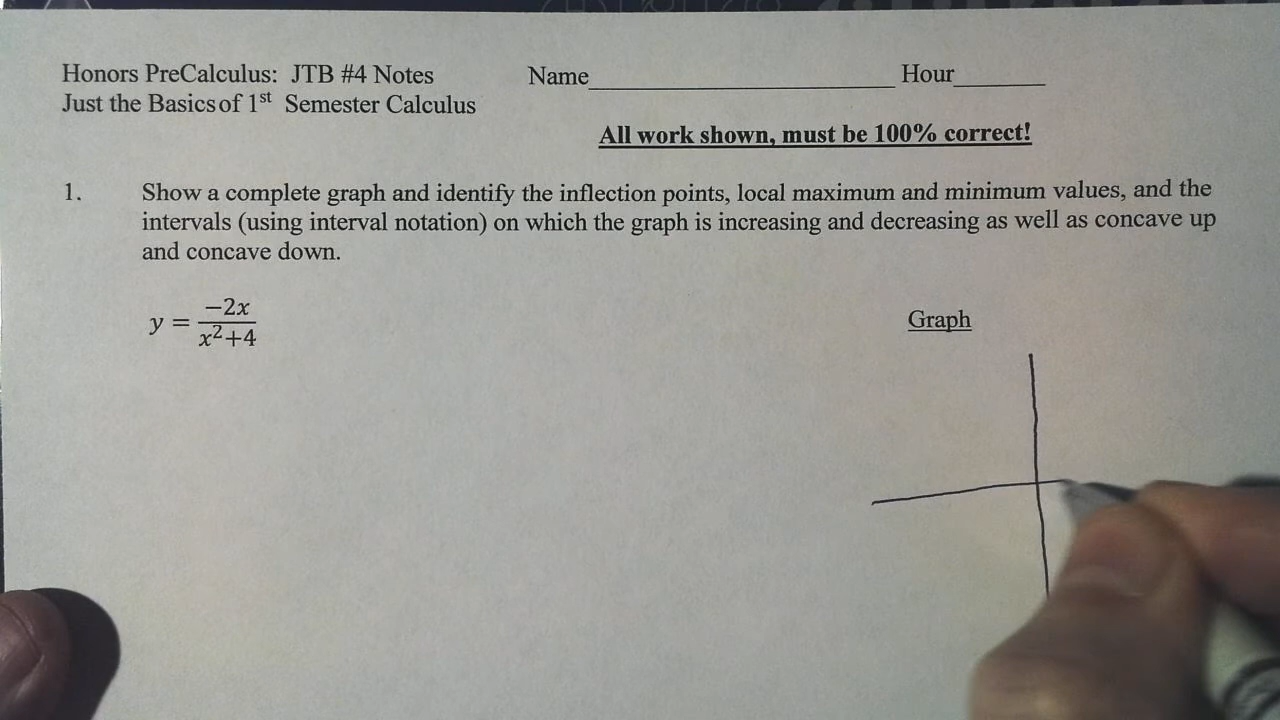 Honors PreCalculus: JTB #4 Notes Name____________________ Hour______
Just the Basics of 1st Semester Calculus
All work shown, must be 100% correct!
1. Show a complete graph and identify the inflection points, local maximum and minimum values, and the
intervals (using interval notation) on which the graph is increasing and decreasing as well as concave up
and concave down.
y = −2x / x²+4
Graph